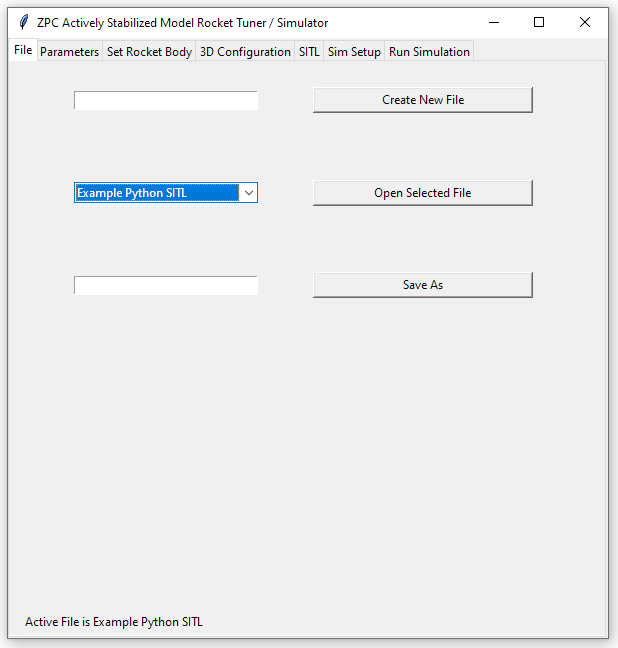 ZPC Actively Stabilized Model Rocket Tuner / Simulator
File Parameters Set Rocket Body 3D Configuration SITL Sim Setup Run Simulation
Create New File
Example Python SITL Open Selected File
Save As
Active File is Example Python SITL